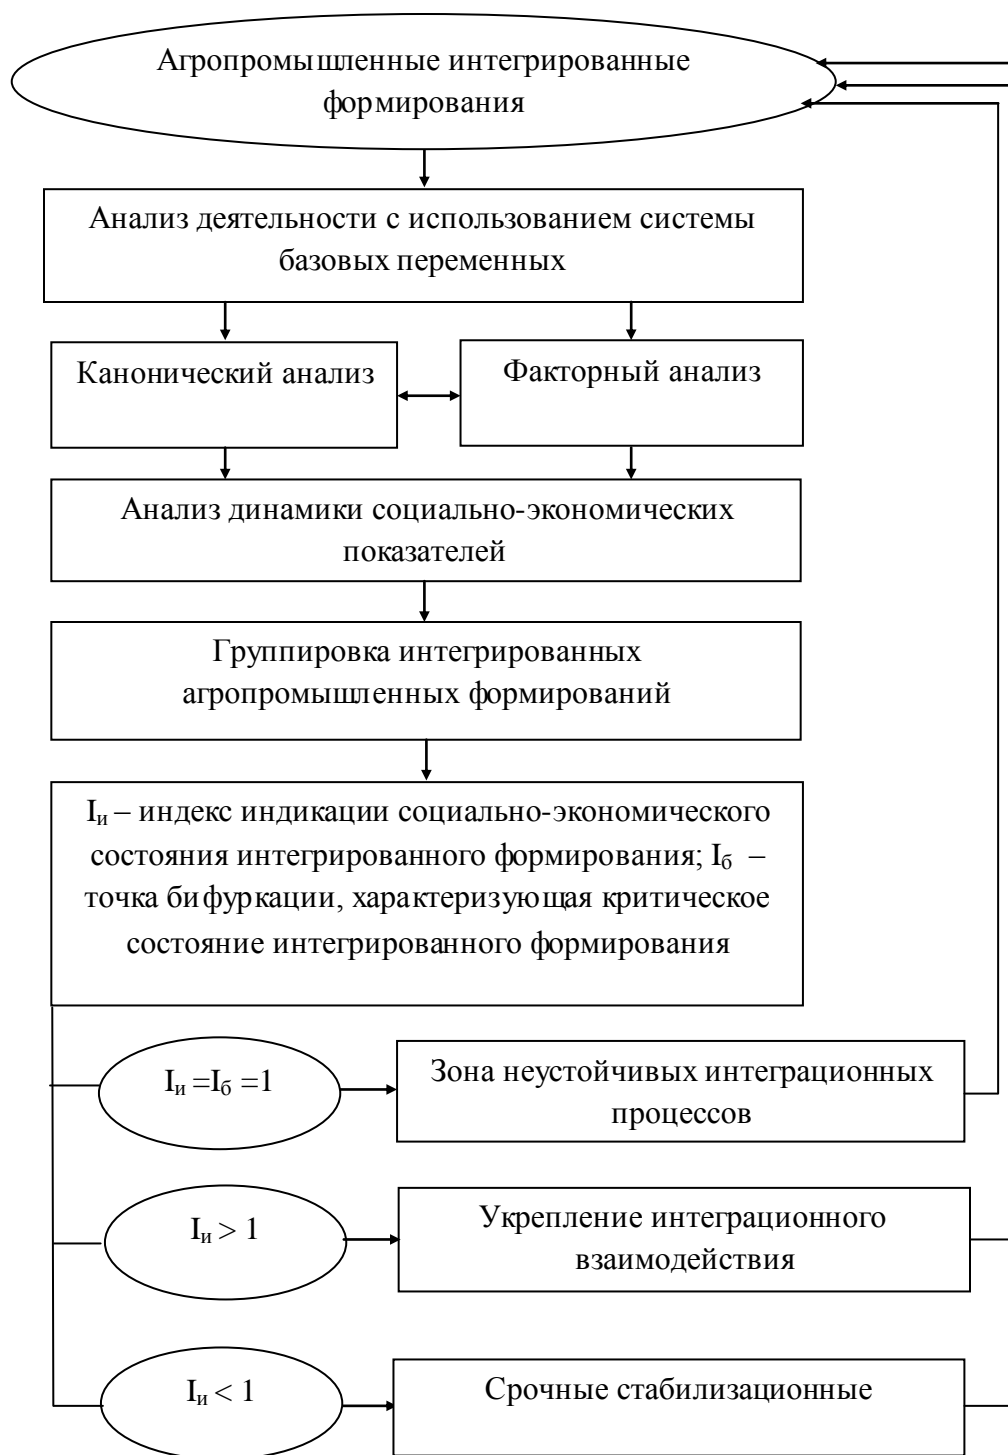 Агропромышленные интегрированные
формирования
Анализ деятельности с использованием системы
базовых переменных
Канонический анализ
Факторный анализ
Анализ динамики социально-экономических
показателей
Группировка интегрированных
агропромышленных формирований
Iи – индекс индикации социально-экономического
состояния интегрированного формирования; Iб –
точка бифуркации, характеризующая критическое
состояние интегрированного формирования
Iи =Iб =1
Зона неустойчивых интеграционных
процессов
Iи > 1
Укрепление интеграционного
взаимодействия
Iи < 1
Срочные стабилизационные